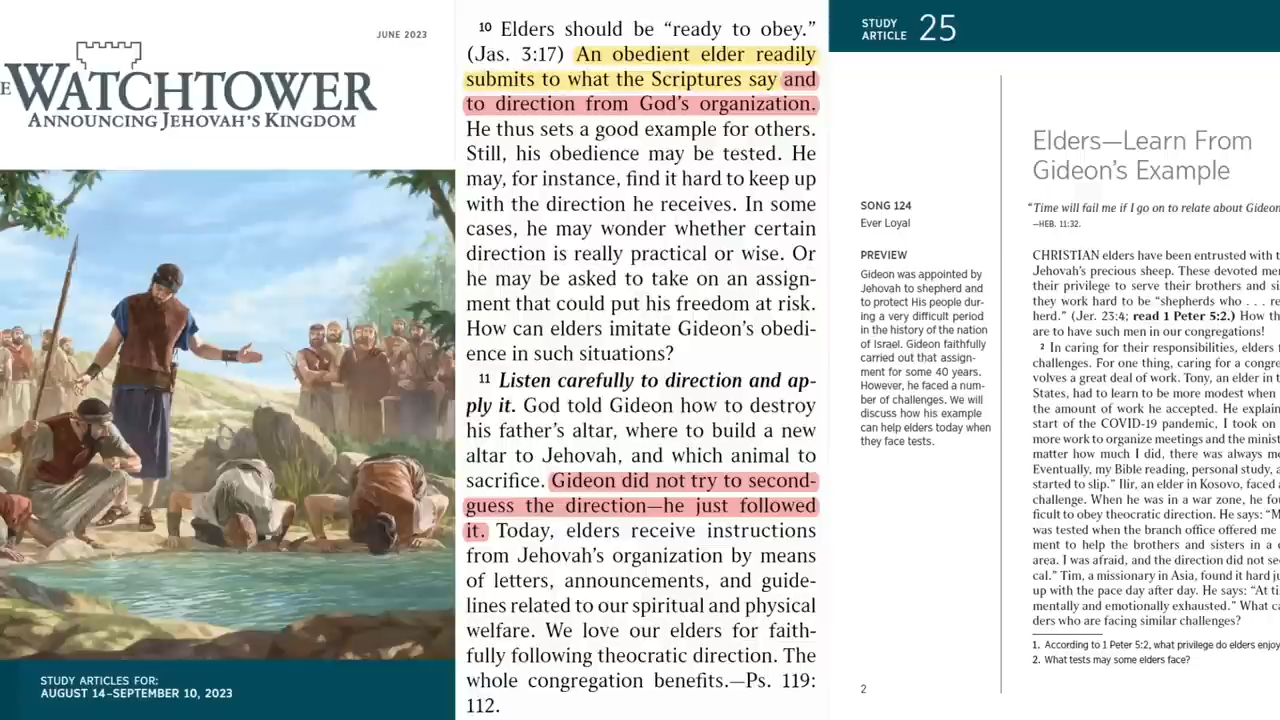 JUNE 2023
E WATCHTOWER
ANNOUNCING JEHOVAH'S KINGDOM
STUDY ARTICLES FOR:
AUGUST 14–SEPTEMBER 10, 2023
10 Elders should be “ready to obey.”
(Jas. 3:17) An obedient elder readily
submits to what the Scriptures say and
to direction from God’s organization.
He thus sets a good example for others.
Still, his obedience may be tested. He
may, for instance, find it hard to keep up
with the direction he receives. In some
cases, he may wonder whether certain
direction is really practical or wise. Or
he may be asked to take on an assign-
ment that could put his freedom at risk.
How can elders imitate Gideon’s obedi-
ence in such situations?
11 Listen carefully to direction and ap-
ply it. God told Gideon how to destroy
his father’s altar, where to build a new
altar to Jehovah, and which animal to
sacrifice. Gideon did not try to second-
guess the direction—he just followed
it. Today, elders receive instructions
from Jehovah’s organization by means
of letters, announcements, and guide-
lines related to our spiritual and physical
welfare. We love our elders for faith-
fully following theocratic direction. The
whole congregation benefits.—Ps. 119:
112.
STUDY
ARTICLE 25
SONG 124
Ever Loyal
PREVIEW
Gideon was appointed by
Jehovah to shepherd and
to protect His people dur-
ing a very difficult period
in the history of the nation
of Israel. Gideon faithfully
carried out that assign-
ment for some 40 years.
However, he faced a num-
ber of challenges. We will
discuss how his example
can help elders today when
they face tests.
2
Elders—Learn From
Gideon’s Example
“Time will fail me if I go on to relate about Gideon
—HEB. 11:32.
CHRISTIAN elders have been entrusted with t
Jehovah’s precious sheep. These devoted me
their privilege to serve their brothers and si
they work hard to be “shepherds who . . . re
herd.” (Jer. 23:4; read 1 Peter 5:2.) How th
are to have such men in our congregations!
2 In caring for their responsibilities, elders f
challenges. For one thing, caring for a congre
volves a great deal of work. Tony, an elder in t
States, had to learn to be more modest when
the amount of work he accepted. He explain
start of the COVID-19 pandemic, I took on
more work to organize meetings and the minist
matter how much I did, there was always mo
Eventually, my Bible reading, personal study, a
started to slip.” Ilir, an elder in Kosovo, faced a
challenge. When he was in a war zone, he fou
ficult to obey theocratic direction. He says: “M
was tested when the branch office offered me
ment to help the brothers and sisters in a d
area. I was afraid, and the direction did not se
cal.” Tim, a missionary in Asia, found it hard ju
up with the pace day after day. He says: “At ti
mentally and emotionally exhausted.” What ca
ders who are facing similar challenges?
1. According to 1 Peter 5:2, what privilege do elders enjoy
2. What tests may some elders face?